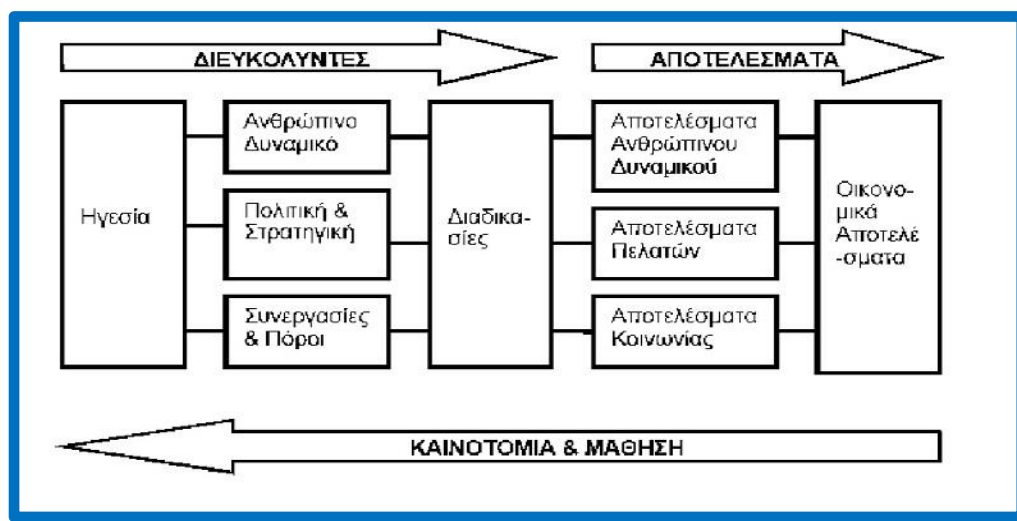 ΔΙΕΥΚΟΛΥΝΤΕΣ
ΑΠΟΤΕΛΕΣΜΑΤΑ
Ηγεσία
Ανθρώπινο
Δυναμικό
Πολιτική &
Στρατηγική
Συνεργασίες
& Πόροι
Διαδικα-
σίες
Αποτελέσματα
Ανθρώπινου
Δυναμικού
Αποτελέσματα
Πελατών
Αποτελέσματα
Κοινωνίας
Οικονο-
μικά
Αποτελέ
-σματα
ΚΑΙΝΟΤΟΜΙΑ & ΜΑΘΗΣΗ